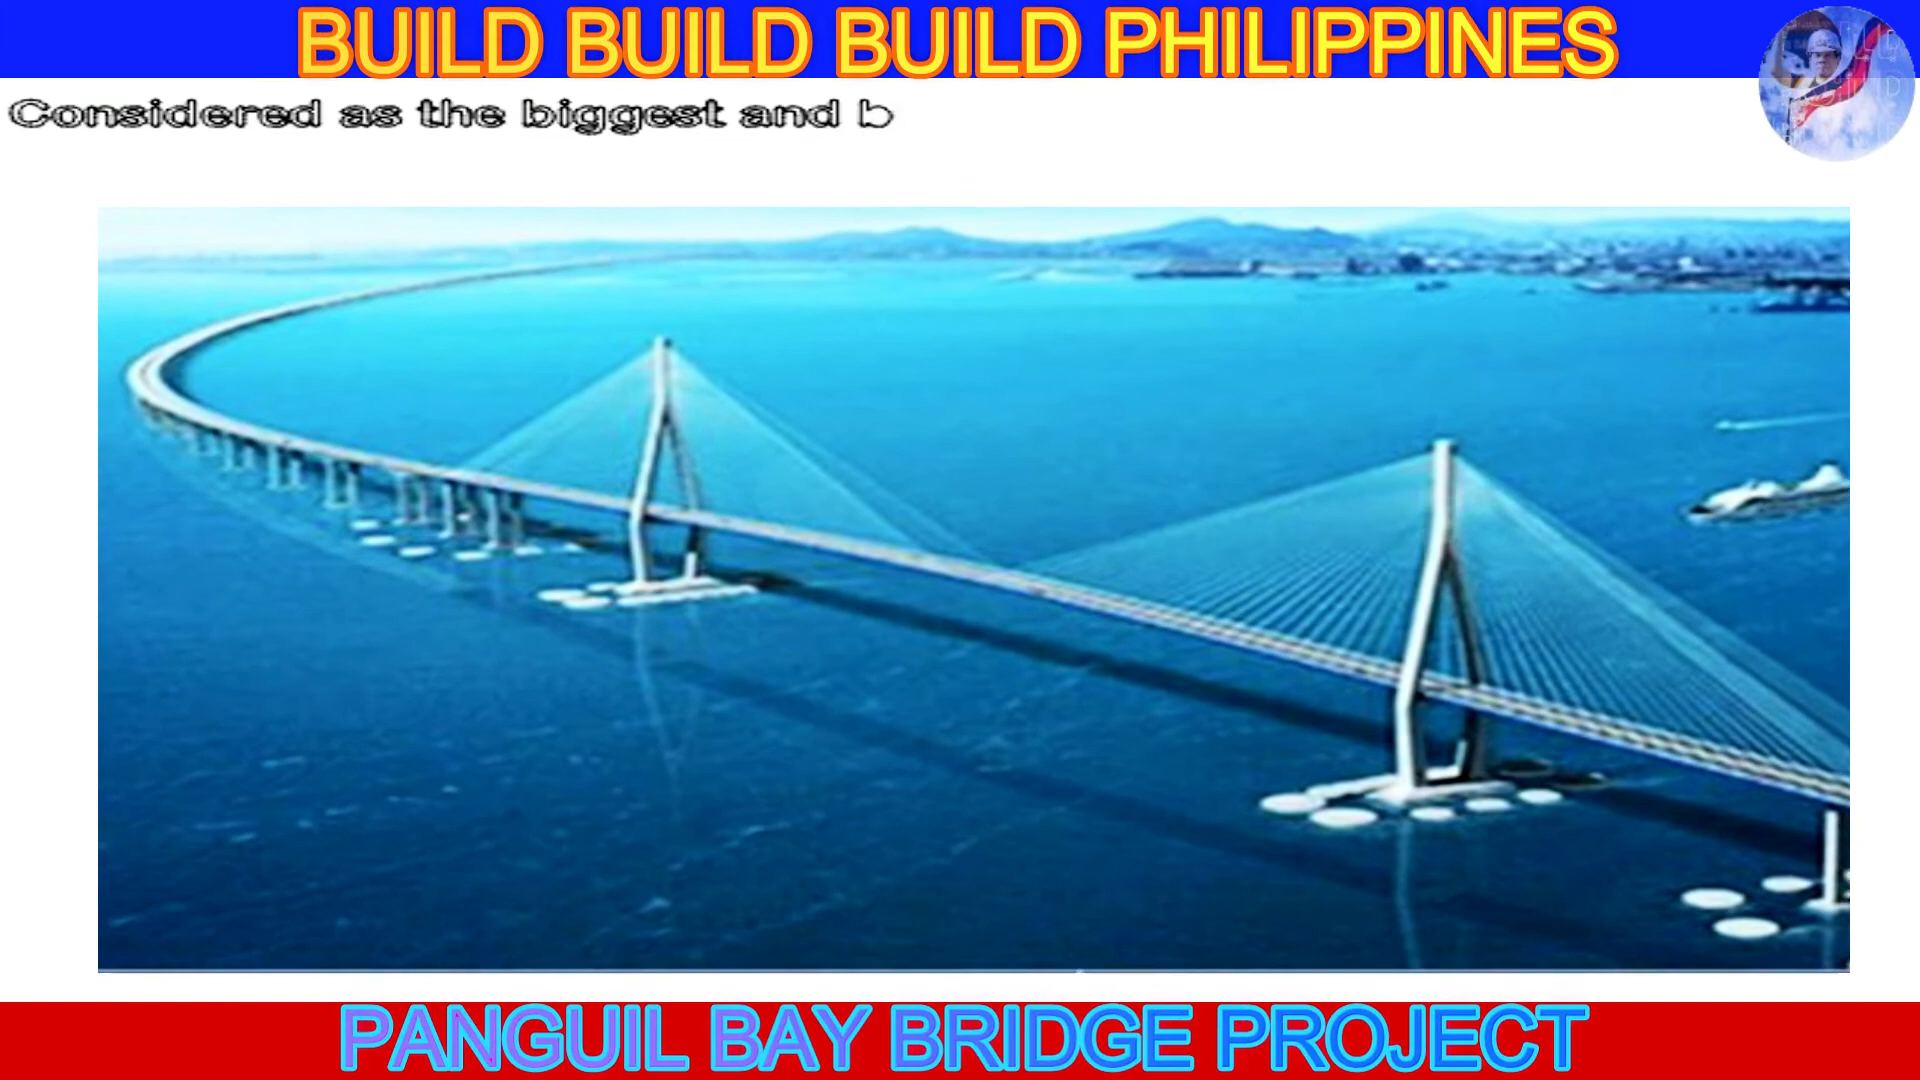 BUILD BUILD BUILD PHILIPPINES
Considered as the biggest and b
PANGUIL BAY BRIDGE PROJECT